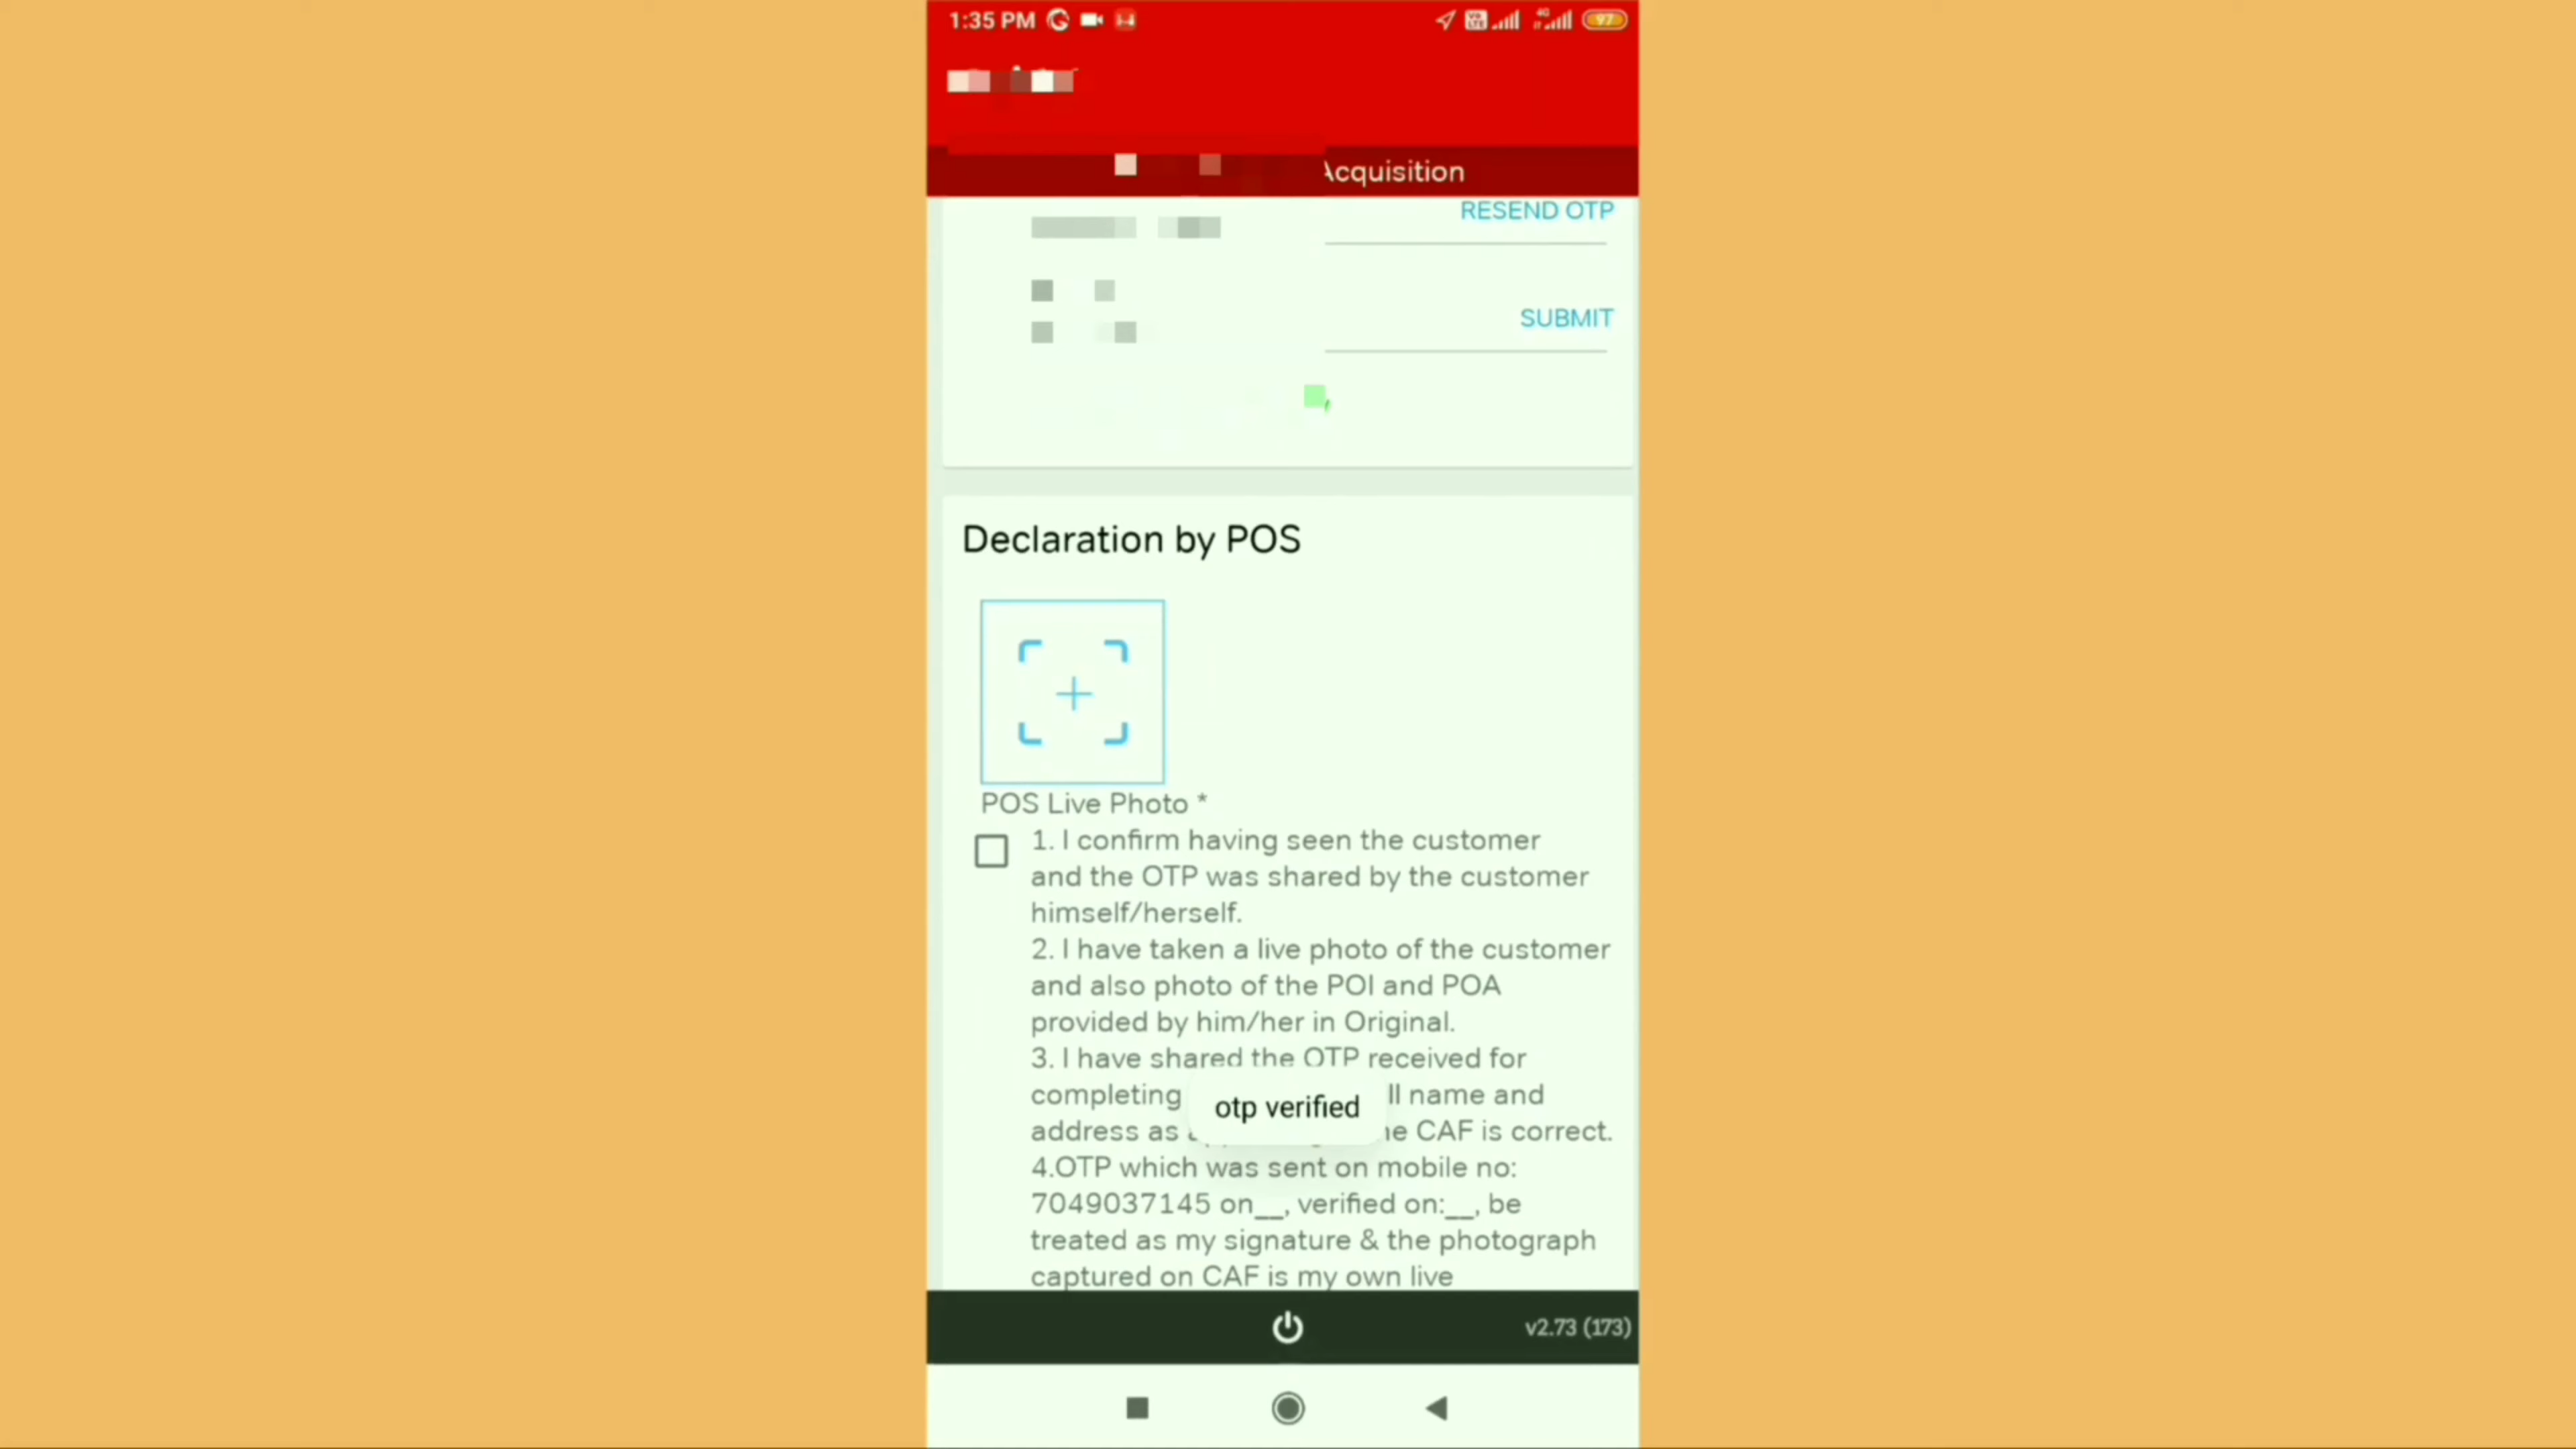 1:35 PM
97
Acquisition
RESEND OTP
SUBMIT
Declaration by POS
POS Live Photo *
1. I confirm having seen the customer
and the OTP was shared by the customer
himself/herself.
2. I have taken a live photo of the customer
and also photo of the POI and POA
provided by him/her in Original.
3. I have shared the OTP received for
completing ll name and
otp verified
address as e CAF is correct.
4.OTP which was sent on mobile no:
7049037145 on__, verified on:__, be
treated as my signature & the photograph
captured on CAF is my own live
v2.73 (173)